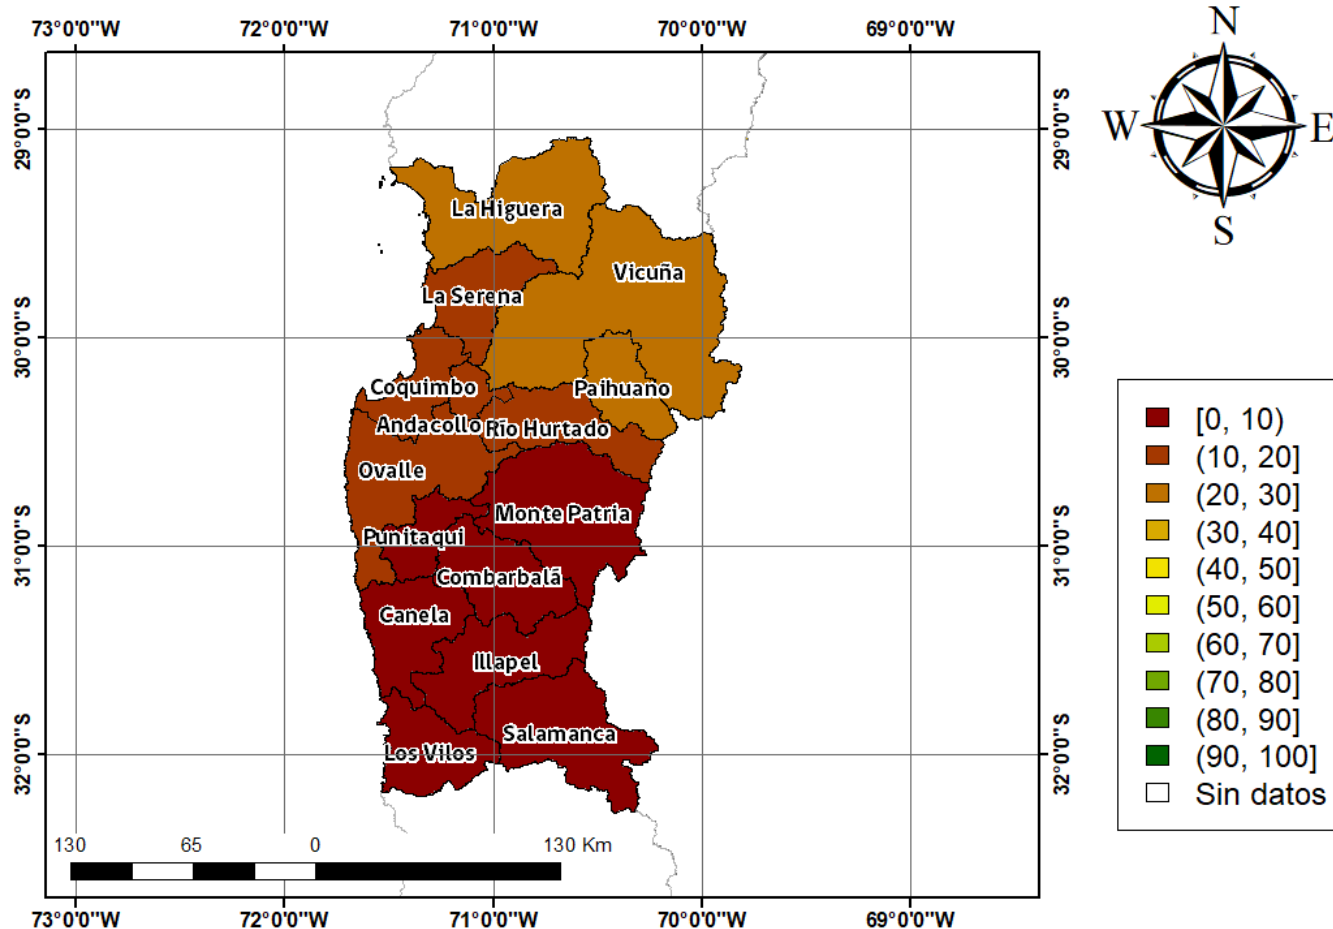 73°0'0"W 72°0'0"W 71°0'0"W 70°0'0"W 69°0'0"W
29°0'0"S
30°0'0"S
31°0'0"S
32°0'0"S
La Higuera
Vicuña
La Serena
Coquimbo
Paihuano
Andacollo
Río Hurtado
Ovalle
Monte Patria
Punitaqui
Combarbalá
Canela
Illapel
Salamanca
Los Vilos
29°0'0"S
30°0'0"S
31°0'0"S
32°0'0"S
130 65 0 130 Km
73°0'0"W 72°0'0"W 71°0'0"W 70°0'0"W 69°0'0"W
N
W E
S
[0, 10)
(10, 20]
(20, 30]
(30, 40]
(40, 50]
(50, 60]
(60, 70]
(70, 80]
(80, 90]
(90, 100]
Sin datos